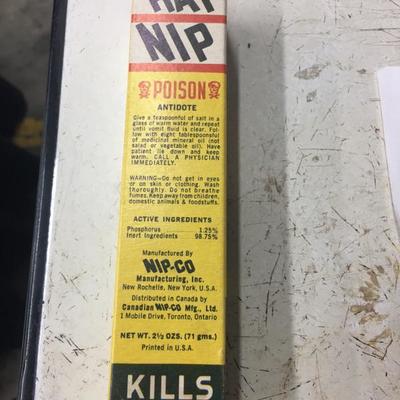 RAT
NIP
POISON
ANTIDOTE
Give a teaspoonful of salt in a
glass of warm water and repeat
until vomit fluid is clear. Fol-
low with eight tablespoonsful
of medicinal mineral oil (not
salad or vegetable oil). Have
patient lie down and keep
warm. CALL A PHYSICIAN
IMMEDIATELY.
WARNING—Do not get in eyes
or on skin or clothing. Wash
thoroughly. Do not breathe
fumes. Keep away from children,
domestic animals & foodstuffs.
ACTIVE INGREDIENTS
Phosphorus 1.25%
Inert Ingredients 98.75%
Manufactured By
NIP-CO
Manufacturing, Inc.
New Rochelle, New York, U.S.A.
Distributed in Canada by
Canadian NIP-CO Mfg., Ltd.
1 Mobile Drive, Toronto, Ontario
NET WT. 2½ OZS. (71 gms.)
Printed in U.S.A.
KILLS